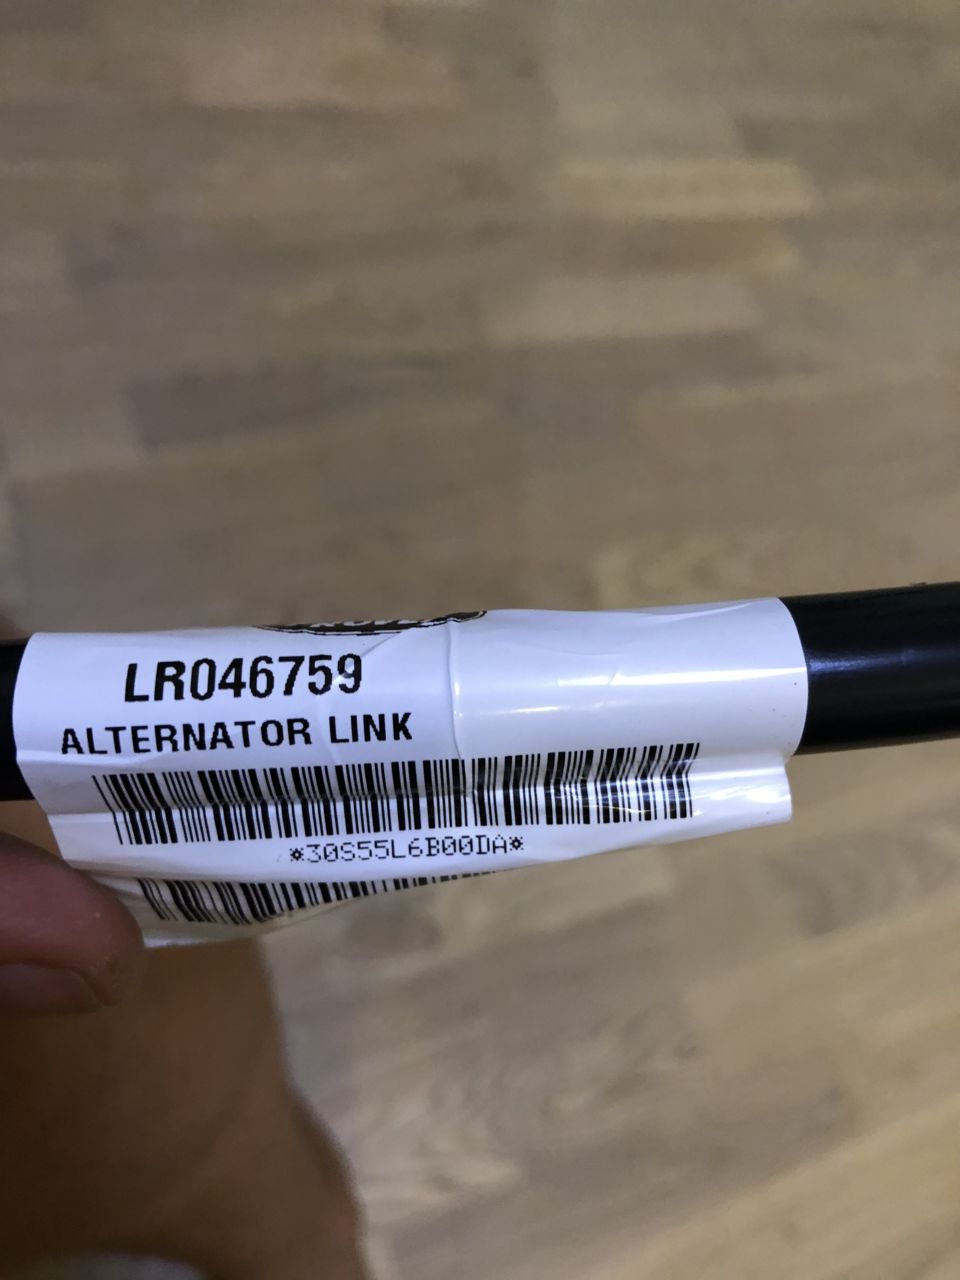 LR046759
ALTERNATOR LINK
*30S55L6B00DA*